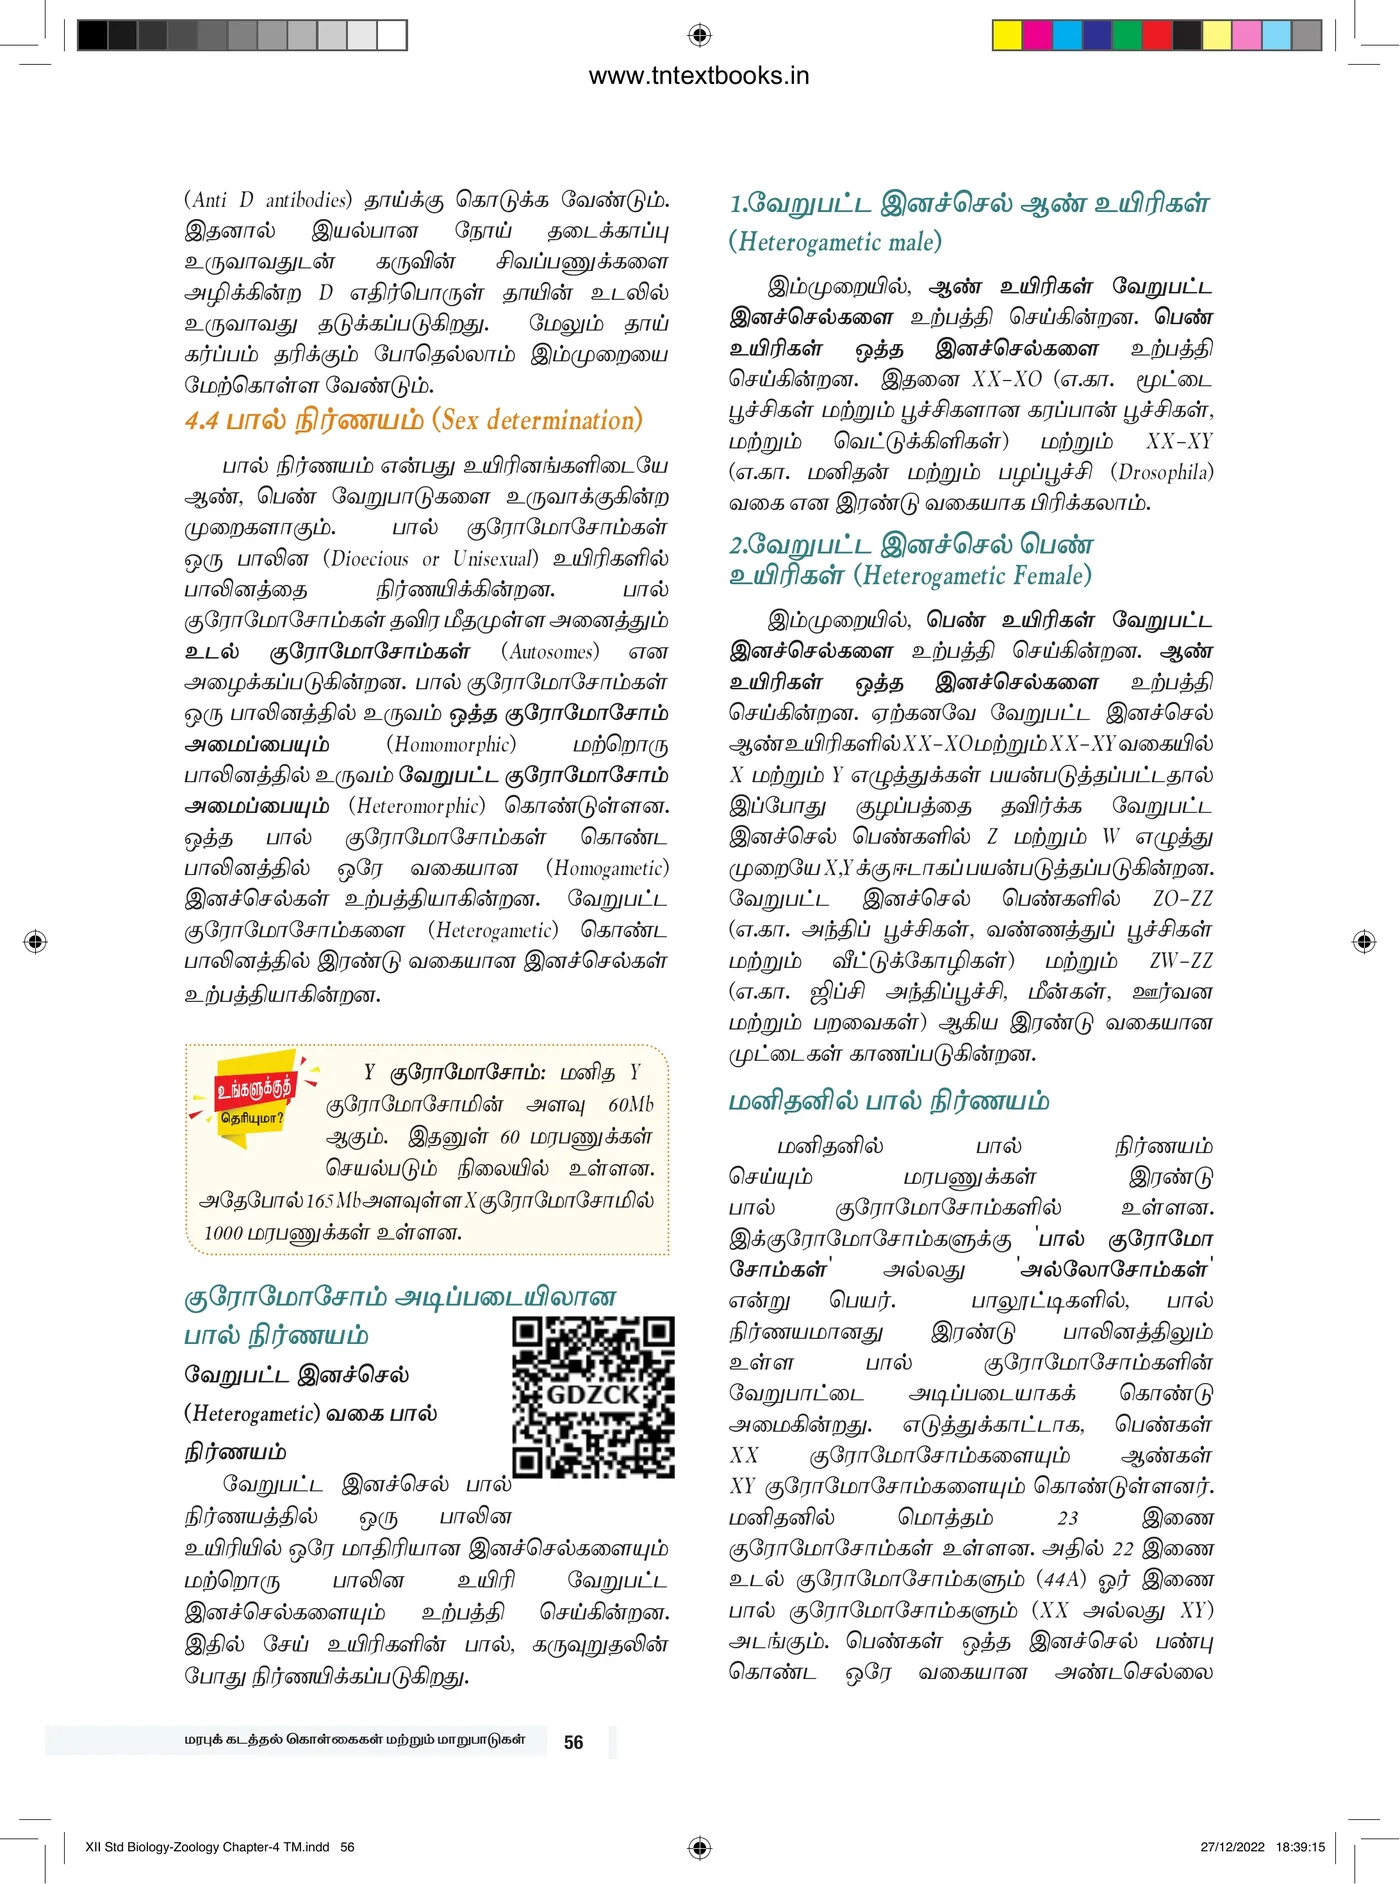 www.tntextbooks.in
(Anti D antibodies) தாய்க்கு கொடுக்க வேண்டும்.
இதனால் இயல்பான நோய் தடைக்காப்பு
உருவாவதுடன் கருவின் சிவப்பணுக்களை
அழிக்கின்ற D எதிர்பொருள் தாயின் உடலில்
உருவாவது தடுக்கப்படுகிறது. மேலும் தாய்
கர்ப்பம் தரிக்கும் போதெல்லாம் இம்முறையை
மேற்கொள்ள வேண்டும்.
4.4 பால் நிர்ணயம் (Sex determination)
பால் நிர்ணயம் என்பது உயிரினங்களிடையே
ஆண், பெண் வேறுபாடுகளை உருவாக்குகின்ற
முறைகளாகும். பால் குரோமோசோம்கள்
ஒரு பாலின (Dioecious or Unisexual) உயிரிகளில்
பாலினத்தை நிர்ணயிக்கின்றன. பால்
குரோமோசோம்கள் தவிர மீதமுள்ள அனைத்தும்
உடல் குரோமோசோம்கள் (Autosomes) என
அழைக்கப்படுகின்றன. பால் குரோமோசோம்கள்
ஒரு பாலினத்தில் உருவம் ஒத்த குரோமோசோம்
அமைப்பையும் (Homomorphic) மற்றொரு
பாலினத்தில் உருவம் வேறுபட்ட குரோமோசோம்
அமைப்பையும் (Heteromorphic) கொண்டுள்ளன.
ஒத்த பால் குரோமோசோம்கள் கொண்ட
பாலினத்தில் ஒரே வகையான (Homogametic)
இனச்செல்கள் உற்பத்தியாகின்றன. வேறுபட்ட
குரோமோசோம்களை (Heterogametic) கொண்ட
பாலினத்தில் இரண்டு வகையான இனச்செல்கள்
உற்பத்தியாகின்றன.
உங்களுக்குத்
தெரியுமா?
Y குரோமோசோம்: மனித Y
குரோமோசோமின் அளவு 60Mb
ஆகும். இதனுள் 60 மரபணுக்கள்
செயல்படும் நிலையில் உள்ளன.
அதேபோல் 165 Mb அளவுள்ள X குரோமோசோமில்
1000 மரபணுக்கள் உள்ளன.
குரோமோசோம் அடிப்படையிலான
பால் நிர்ணயம்
வேறுபட்ட இனச்செல்
(Heterogametic) வகை பால்
நிர்ணயம்
GDZCK
வேறுபட்ட இனச்செல் பால்
நிர்ணயத்தில் ஒரு பாலின
உயிரியில் ஒரே மாதிரியான இனச்செல்களையும்
மற்றொரு பாலின உயிரி வேறுபட்ட
இனச்செல்களையும் உற்பத்தி செய்கின்றன.
இதில் சேய் உயிரிகளின் பால், கருவுறுதலின்
போது நிர்ணயிக்கப்படுகிறது.
1.வேறுபட்ட இனச்செல் ஆண் உயிரிகள்
(Heterogametic male)
இம்முறையில், ஆண் உயிரிகள் வேறுபட்ட
இனச்செல்களை உற்பத்தி செய்கின்றன. பெண்
உயிரிகள் ஒத்த இனச்செல்களை உற்பத்தி
செய்கின்றன. இதனை XX-XO (எ.கா. மூட்டை
பூச்சிகள் மற்றும் பூச்சிகளான கரப்பான் பூச்சிகள்,
மற்றும் வெட்டுக்கிளிகள்) மற்றும் XX-XY
(எ.கா. மனிதன் மற்றும் பழப்பூச்சி (Drosophila)
வகை என இரண்டு வகையாக பிரிக்கலாம்.
2.வேறுபட்ட இனச்செல் பெண்
உயிரிகள் (Heterogametic Female)
இம்முறையில், பெண் உயிரிகள் வேறுபட்ட
இனச்செல்களை உற்பத்தி செய்கின்றன. ஆண்
உயிரிகள் ஒத்த இனச்செல்களை உற்பத்தி
செய்கின்றன. ஏற்கனவே வேறுபட்ட இனச்செல்
ஆண் உயிரிகளில் XX-XO மற்றும் XX-XY வகையில்
X மற்றும் Y எழுத்துக்கள் பயன்படுத்தப்பட்டதால்
இப்போது குழப்பத்தை தவிர்க்க வேறுபட்ட
இனச்செல் பெண்களில் Z மற்றும் W எழுத்து
முறையே X,Y க்கு ஈடாகப் பயன்படுத்தப்படுகின்றன.
வேறுபட்ட இனச்செல் பெண்களில் ZO-ZZ
(எ.கா. அந்திப் பூச்சிகள், வண்ணத்துப் பூச்சிகள்
மற்றும் வீட்டுக்கோழிகள்) மற்றும் ZW-ZZ
(எ.கா. ஜிப்சி அந்திப்பூச்சி, மீன்கள், ஊர்வன
மற்றும் பறவைகள்) ஆகிய இரண்டு வகையான
முட்டைகள் காணப்படுகின்றன.
மனிதனில் பால் நிர்ணயம்
மனிதனில் பால் நிர்ணயம்
செய்யும் மரபணுக்கள் இரண்டு
பால் குரோமோசோம்களில் உள்ளன.
இக்குரோமோசோம்களுக்கு 'பால் குரோமோ
சோம்கள்' அல்லது 'அல்லோசோம்கள்'
என்று பெயர். பாலூட்டிகளில், பால்
நிர்ணயமானது இரண்டு பாலினத்திலும்
உள்ள பால் குரோமோசோம்களின்
வேறுபாட்டை அடிப்படையாகக் கொண்டு
அமைகின்றது. எடுத்துக்காட்டாக, பெண்கள்
XX குரோமோசோம்களையும் ஆண்கள்
XY குரோமோசோம்களையும் கொண்டுள்ளனர்.
மனிதனில் மொத்தம் 23 இணை
குரோமோசோம்கள் உள்ளன. அதில் 22 இணை
உடல் குரோமோசோம்களும் (44A) ஓர் இணை
பால் குரோமோசோம்களும் (XX அல்லது XY)
அடங்கும். பெண்கள் ஒத்த இனச்செல் பண்பு
கொண்ட ஒரே வகையான அண்டசெல்லை
மரபுக் கடத்தல் கொள்கைகள் மற்றும் மாறுபாடுகள் 56
XII Std Biology-Zoology Chapter-4 TM.indd 56
27/12/2022 18:39:15